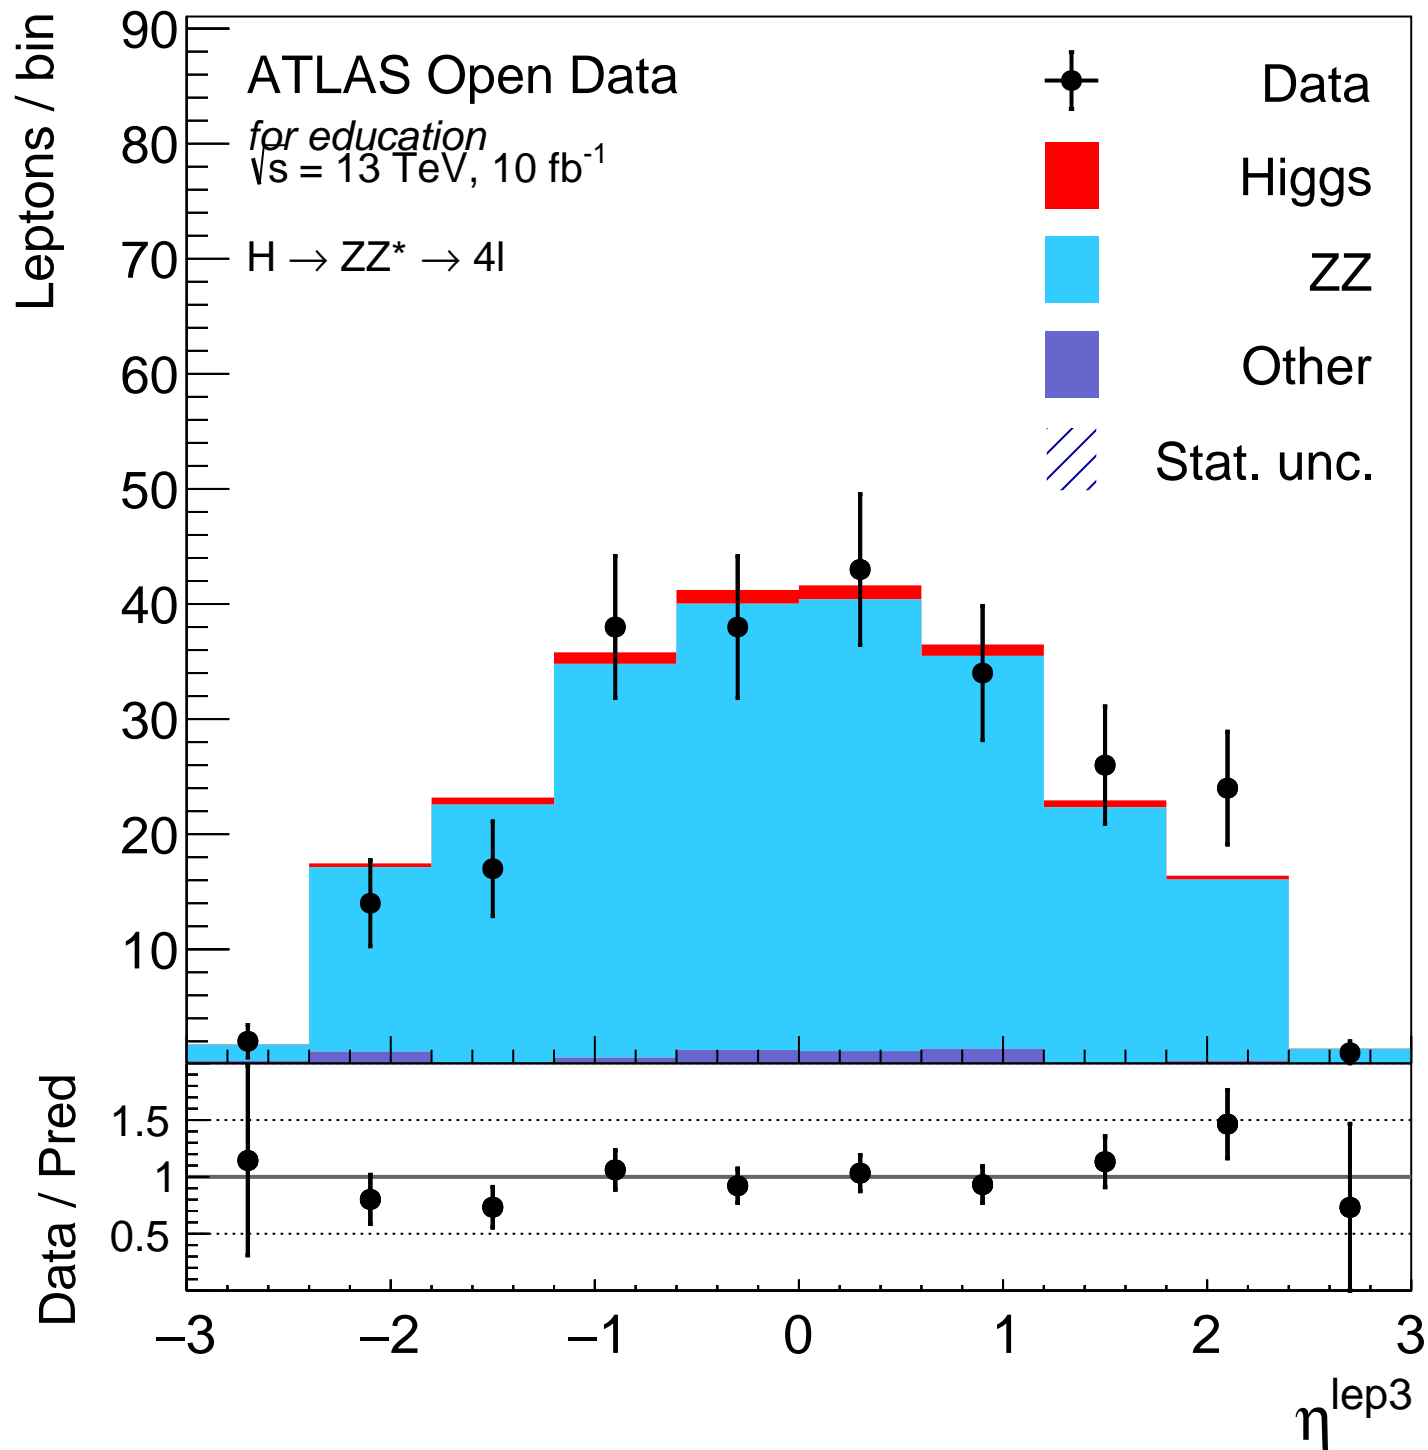 Leptons / bin
90
80
70
60
50
40
30
20
10
ATLAS Open Data
for education
√s = 13 TeV, 10 fb⁻¹
H → ZZ* → 4l
Data
Higgs
ZZ
Other
Stat. unc.
Data / Pred
1.5
1
0.5
−3 −2 −1 0 1 2 3
η^lep3